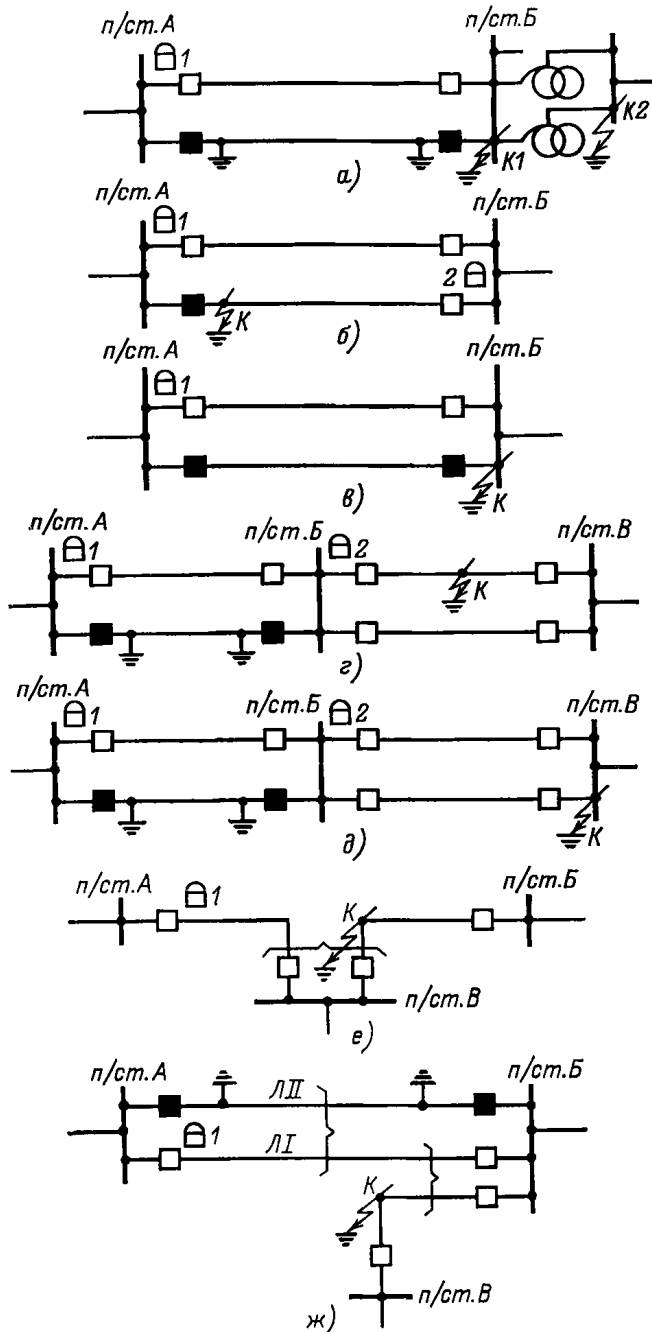 п/ст.А п/ст.Б
1
К1 К2
а)
п/ст.А п/ст.Б
1
2
К
б)
п/ст.А п/ст.Б
1
К
в)
п/ст.А п/ст.Б п/ст.В
1 2
К
г)
п/ст.А п/ст.Б п/ст.В
1 2
К
д)
п/ст.А п/ст.Б
1
К
п/ст.В
е)
п/ст.А п/ст.Б
ЛII
1
ЛI
К
п/ст.В
ж)